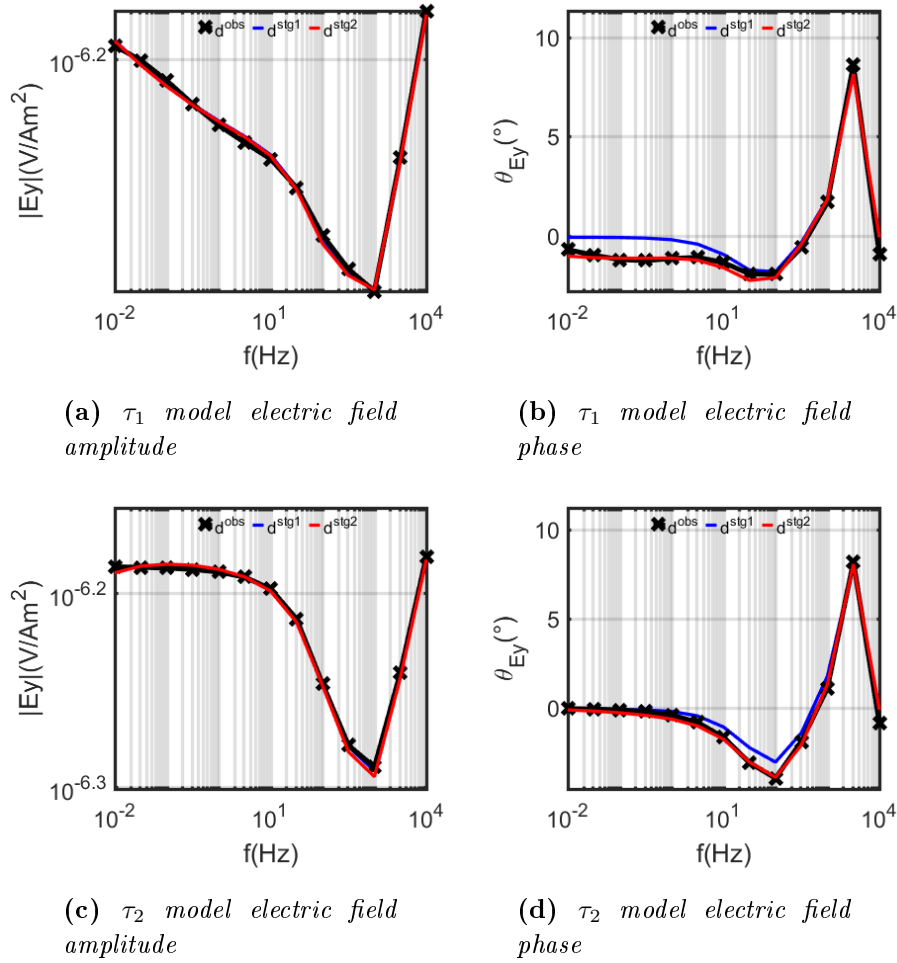 d^obs d^stg1 d^stg2
10^-6.2
|Ey|(V/Am^2)
10^-2 10^1 10^4
f(Hz)
(a) τ_1 model electric field
amplitude
d^obs d^stg1 d^stg2
10
5
0
θ_Ey(°)
10^-2 10^1 10^4
f(Hz)
(b) τ_1 model electric field
phase
d^obs d^stg1 d^stg2
10^-6.2
10^-6.3
|Ey|(V/Am^2)
10^-2 10^1 10^4
f(Hz)
(c) τ_2 model electric field
amplitude
d^obs d^stg1 d^stg2
10
5
0
θ_Ey(°)
10^-2 10^1 10^4
f(Hz)
(d) τ_2 model electric field
phase